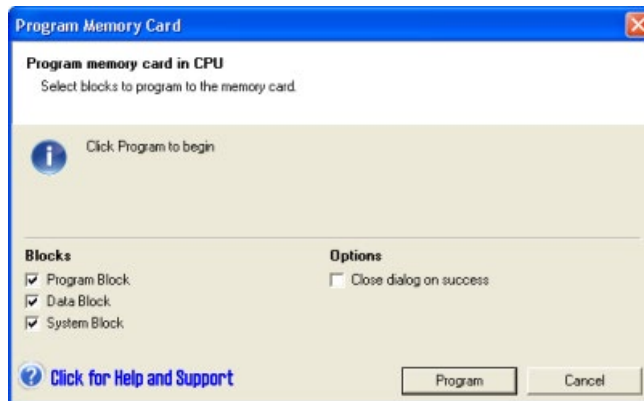 Program Memory Card
Program memory card in CPU
Select blocks to program to the memory card.
Click Program to begin
Blocks
Program Block
Data Block
System Block
Options
Close dialog on success
Click for Help and Support
Program
Cancel